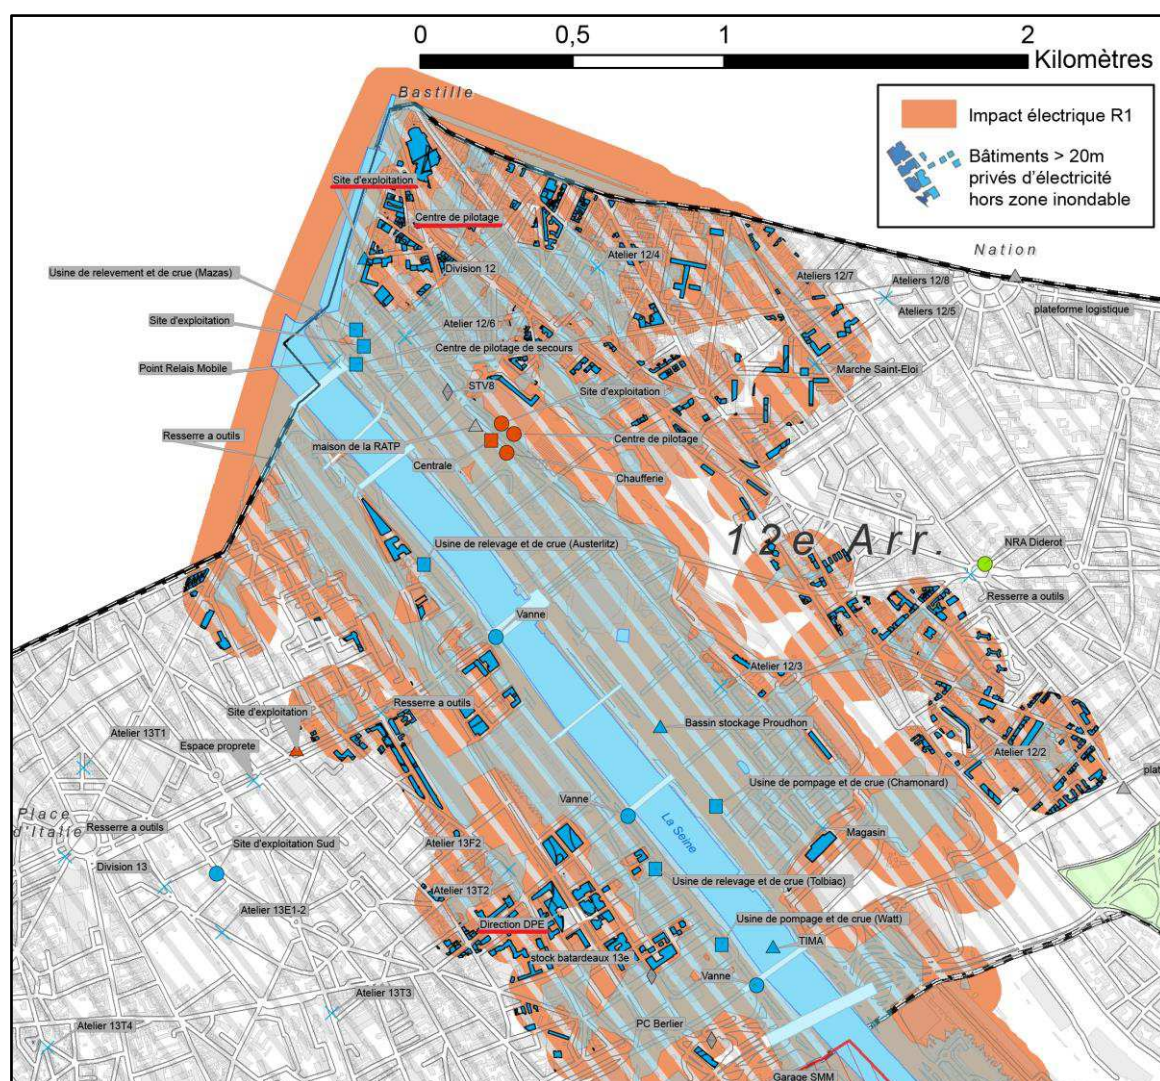 0 0,5 1 2
Kilomètres
Bastille
Impact électrique R1
Bâtiments > 20m
privés d'électricité
hors zone inondable
Site d'exploitation
Centre de pilotage
Nation
Atelier 12/4
Division 12
Usine de relevement et de crue (Mazas)
Ateliers 12/7
Ateliers 12/8
plateforme logistique
Ateliers 12/5
Site d'exploitation
Atelier 12/6
Centre de pilotage de secours
Point Relais Mobile
Marche Saint-Eloi
STV8
Site d'exploitation
Resserre a outils
maison de la RATP
Centre de pilotage
Centrale
Chaufferie
12e Arr.
Usine de relevage et de crue (Austerlitz)
NRA Diderot
Resserre a outils
Vanne
Atelier 12/3
Resserre a outils
Site d'exploitation
Bassin stockage Proudhon
Atelier 13T1
Espace proprete
Atelier 12/2
plat
Usine de pompage et de crue (Chamonard)
Vanne
Place
d'Italie
La Seine
Resserre a outils
Magasin
Site d'exploitation Sud
Atelier 13F2
Division 13
Usine de relevage et de crue (Tolbiac)
Atelier 13T2
Atelier 13E1-2
Usine de pompage et de crue (Watt)
Direction DPE
TIMA
stock batardeaux 13e
Vanne
Atelier 13T3
PC Berlier
Atelier 13T4
Garage SMM